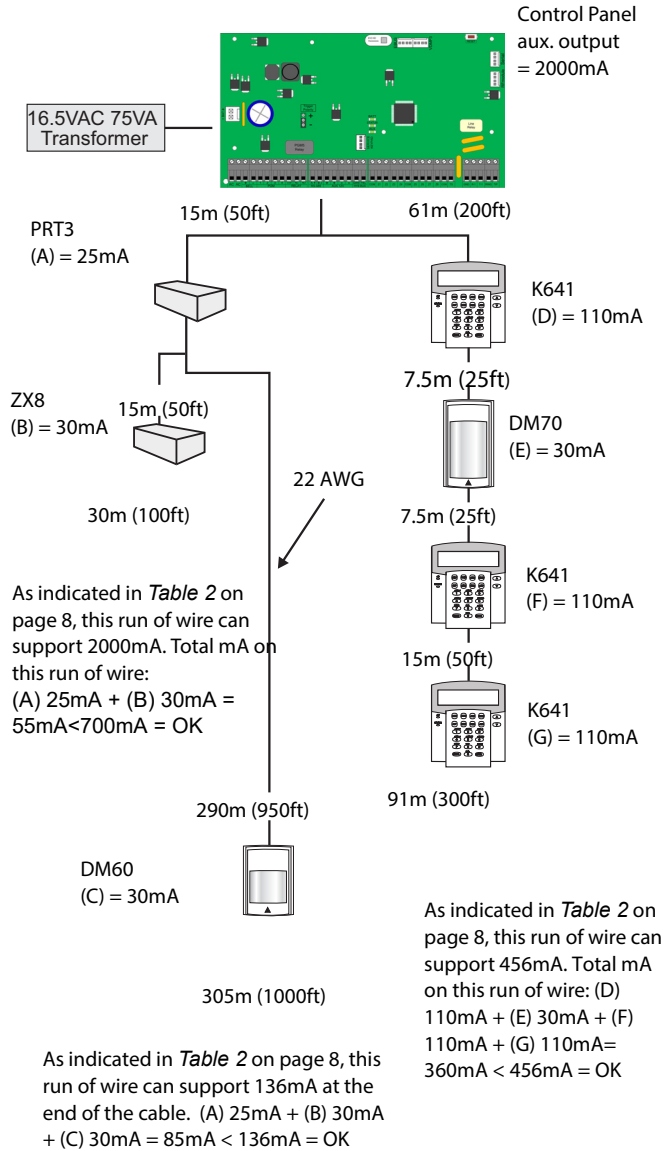 Control Panel
aux. output
= 2000mA
16.5VAC 75VA
Transformer
15m (50ft)
61m (200ft)
PRT3
(A) = 25mA
K641
(D) = 110mA
7.5m (25ft)
ZX8
(B) = 30mA
15m (50ft)
DM70
(E) = 30mA
22 AWG
30m (100ft)
7.5m (25ft)
As indicated in Table 2 on
page 8, this run of wire can
support 2000mA. Total mA on
this run of wire:
(A) 25mA + (B) 30mA =
55mA<700mA = OK
K641
(F) = 110mA
15m (50ft)
K641
(G) = 110mA
91m (300ft)
290m (950ft)
DM60
(C) = 30mA
305m (1000ft)
As indicated in Table 2 on
page 8, this run of wire can
support 456mA. Total mA
on this run of wire: (D)
110mA + (E) 30mA + (F)
110mA + (G) 110mA=
360mA < 456mA = OK
As indicated in Table 2 on page 8, this
run of wire can support 136mA at the
end of the cable. (A) 25mA + (B) 30mA
+ (C) 30mA = 85mA < 136mA = OK